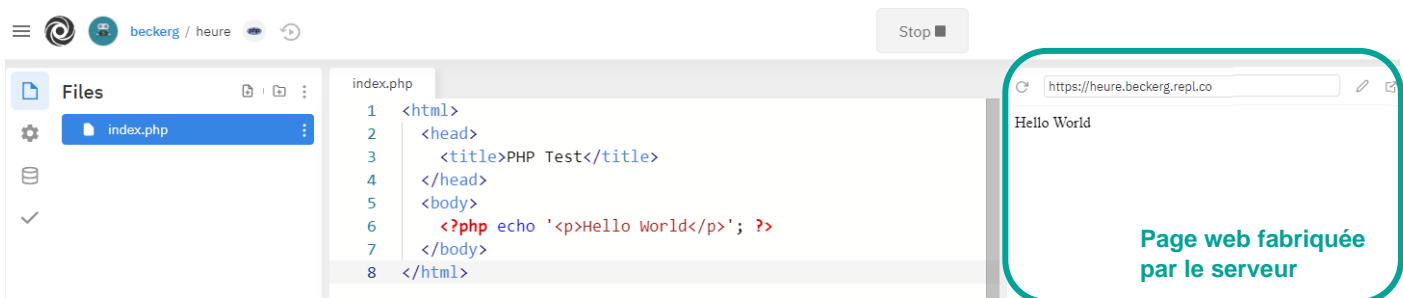 beckerg / heure
Stop
Files
index.php
index.php
1 <html>
2 <head>
3 <title>PHP Test</title>
4 </head>
5 <body>
6 <?php echo '<p>Hello World</p>'; ?>
7 </body>
8 </html>
https://heure.beckerg.repl.co
Hello World
Page web fabriquée
par le serveur